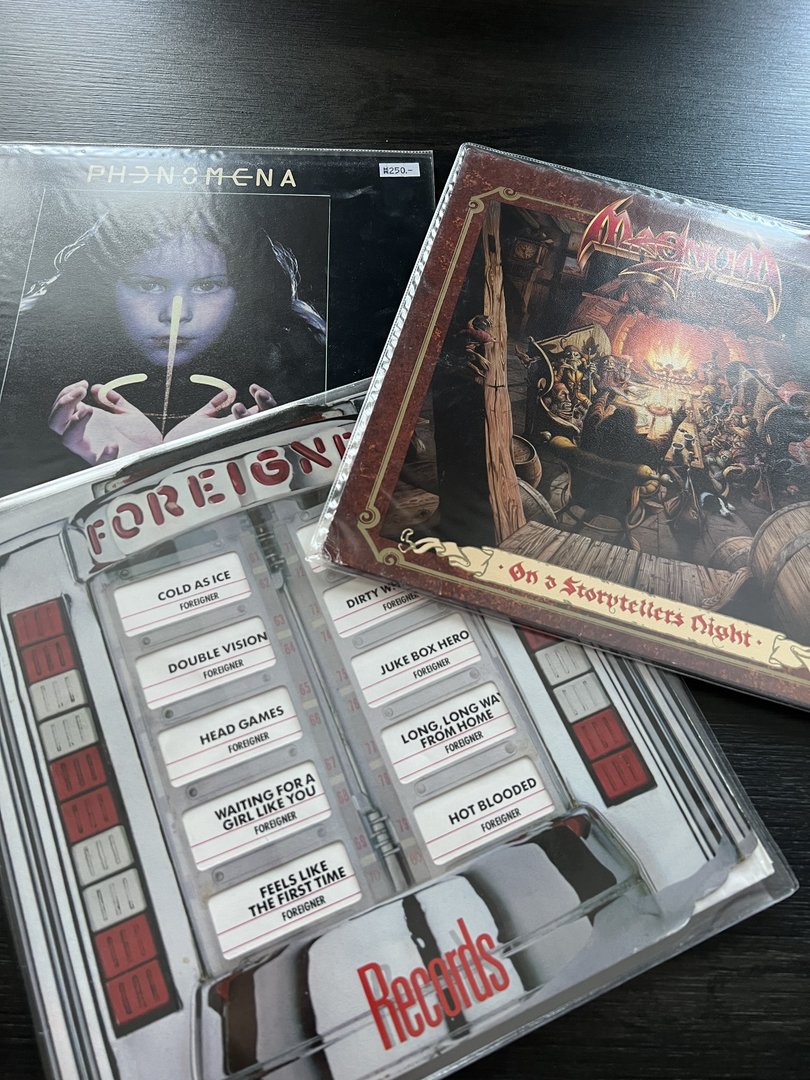 PHENOMENA
#250.-
MAGNUM
On a Storytellers Night
FOREIGNE
COLD AS ICE
FOREIGNER
DOUBLE VISION
FOREIGNER
HEAD GAMES
FOREIGNER
WAITING FOR A
GIRL LIKE YOU
FOREIGNER
FEELS LIKE
THE FIRST TIME
FOREIGNER
DIRTY
FOREIGNER
JUKE BOX HERO
FOREIGNER
LONG, LONG WAY
FROM HOME
FOREIGNER
HOT BLOODED
FOREIGNER
Records